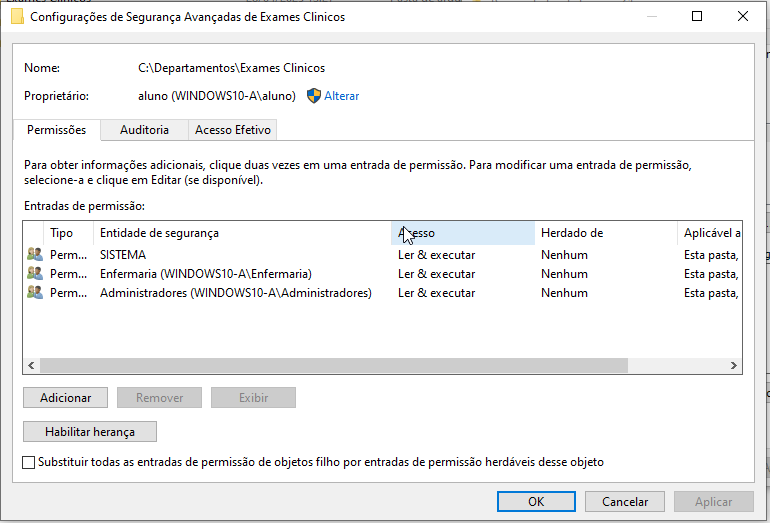 Configurações de Segurança Avançadas de Exames Clinicos
Nome: C:\Departamentos\Exames Clinicos
Proprietário: aluno (WINDOWS10-A\aluno) Alterar
Permissões Auditoria Acesso Efetivo
Para obter informações adicionais, clique duas vezes em uma entrada de permissão. Para modificar uma entrada de permissão,
selecione-a e clique em Editar (se disponível).
Entradas de permissão:
Tipo Entidade de segurança Acesso Herdado de Aplicável a
Perm... SISTEMA Ler & executar Nenhum Esta pasta,
Perm... Enfermaria (WINDOWS10-A\Enfermaria) Ler & executar Nenhum Esta pasta,
Perm... Administradores (WINDOWS10-A\Administradores) Ler & executar Nenhum Esta pasta,
Adicionar Remover Exibir
Habilitar herança
Substituir todas as entradas de permissão de objetos filho por entradas de permissão herdáveis desse objeto
OK Cancelar Aplicar